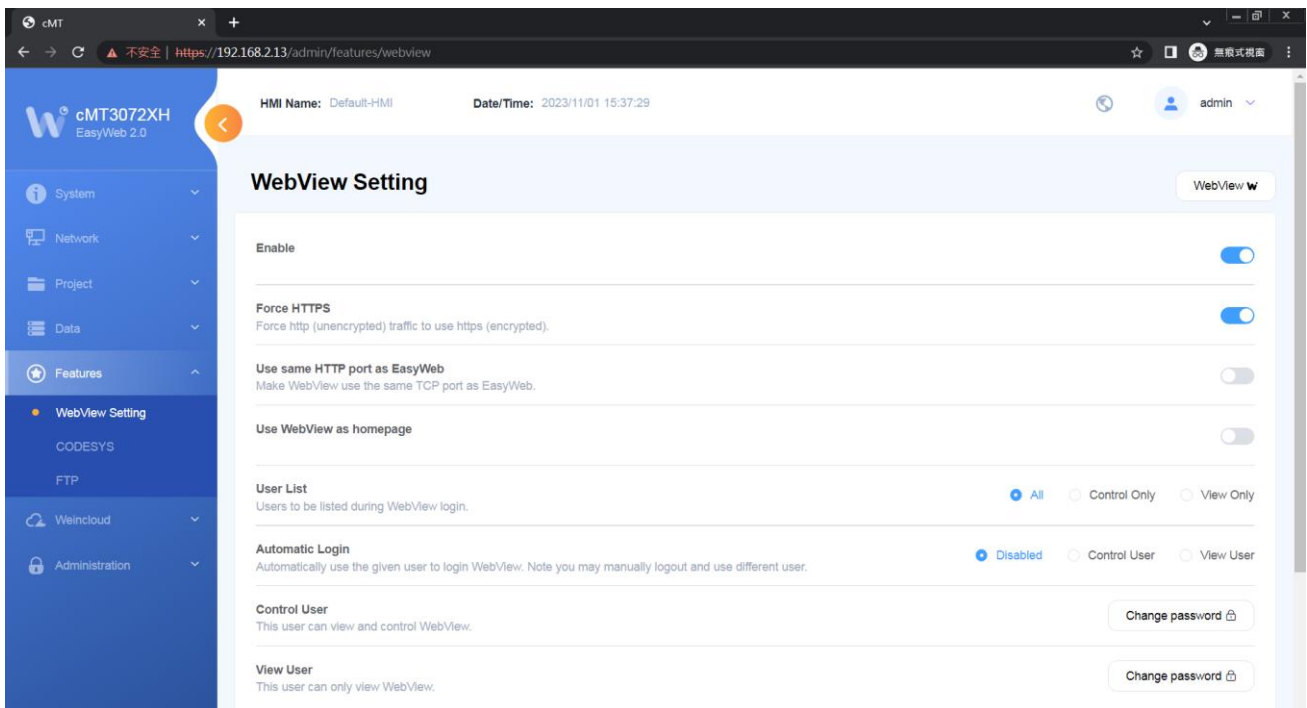 cMT
不安全 | https://192.168.2.13/admin/features/webview
無痕式視窗
cMT3072XH
EasyWeb 2.0
HMI Name: Default-HMI Date/Time: 2023/11/01 15:37:29
admin
System
Network
Project
Data
Features
WebView Setting
CODESYS
FTP
Weincloud
Administration
WebView Setting
WebView
Enable
Force HTTPS
Force http (unencrypted) traffic to use https (encrypted).
Use same HTTP port as EasyWeb
Make WebView use the same TCP port as EasyWeb.
Use WebView as homepage
User List
Users to be listed during WebView login.
All Control Only View Only
Automatic Login
Automatically use the given user to login WebView. Note you may manually logout and use different user.
Disabled Control User View User
Control User
This user can view and control WebView.
Change password
View User
This user can only view WebView.
Change password